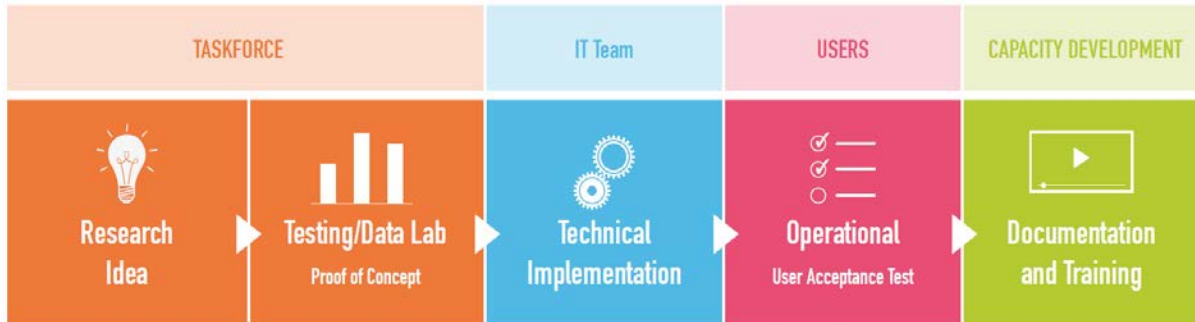 TASKFORCE
IT Team
USERS
CAPACITY DEVELOPMENT
Research
Idea
Testing/Data Lab
Proof of Concept
Technical
Implementation
Operational
User Acceptance Test
Documentation
and Training